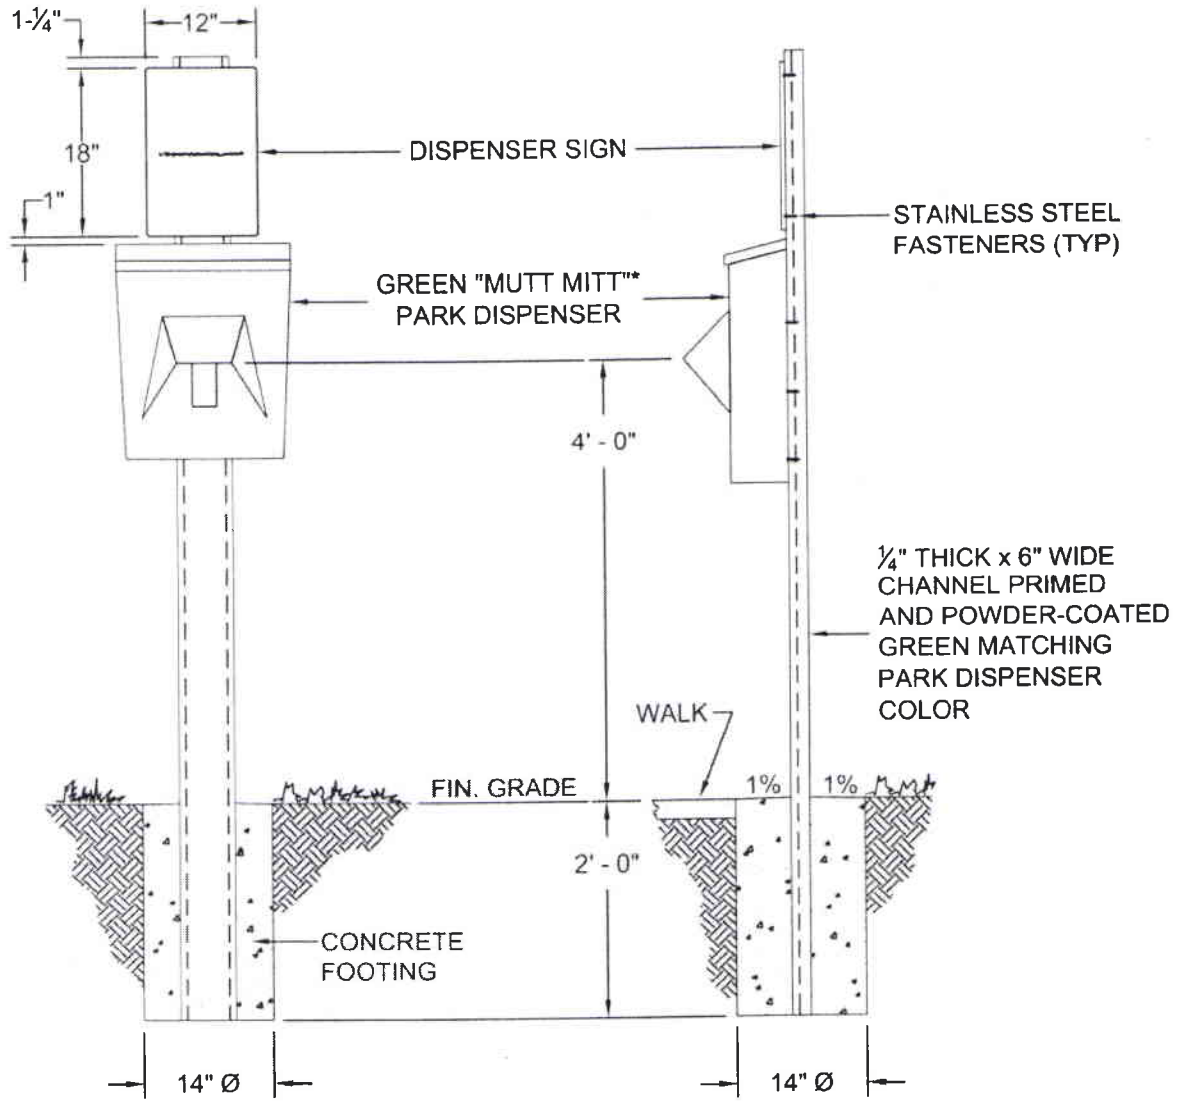 1-¼"
12"
18"
1"
DISPENSER SIGN
STAINLESS STEEL
FASTENERS (TYP)
GREEN "MUTT MITT"*
PARK DISPENSER
4' - 0"
¼" THICK x 6" WIDE
CHANNEL PRIMED
AND POWDER-COATED
GREEN MATCHING
PARK DISPENSER
COLOR
WALK
FIN. GRADE
1%
1%
2' - 0"
CONCRETE
FOOTING
14" Ø
14" Ø